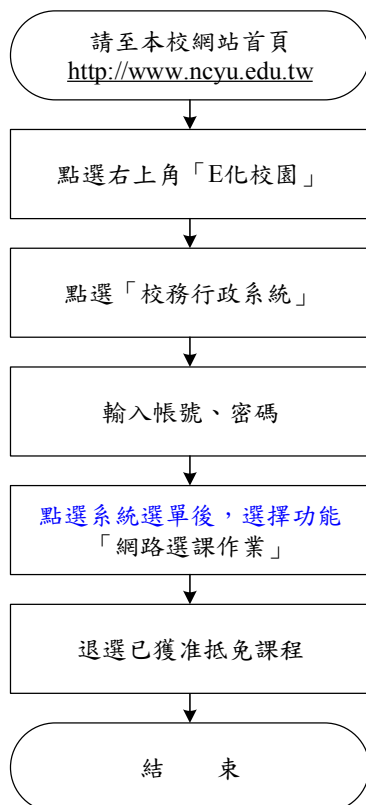 請至本校網站首頁
http://www.ncyu.edu.tw
點選右上角「E化校園」
點選「校務行政系統」
輸入帳號、密碼
點選系統選單後，選擇功能
「網路選課作業」
退選已獲准抵免課程
結　　束